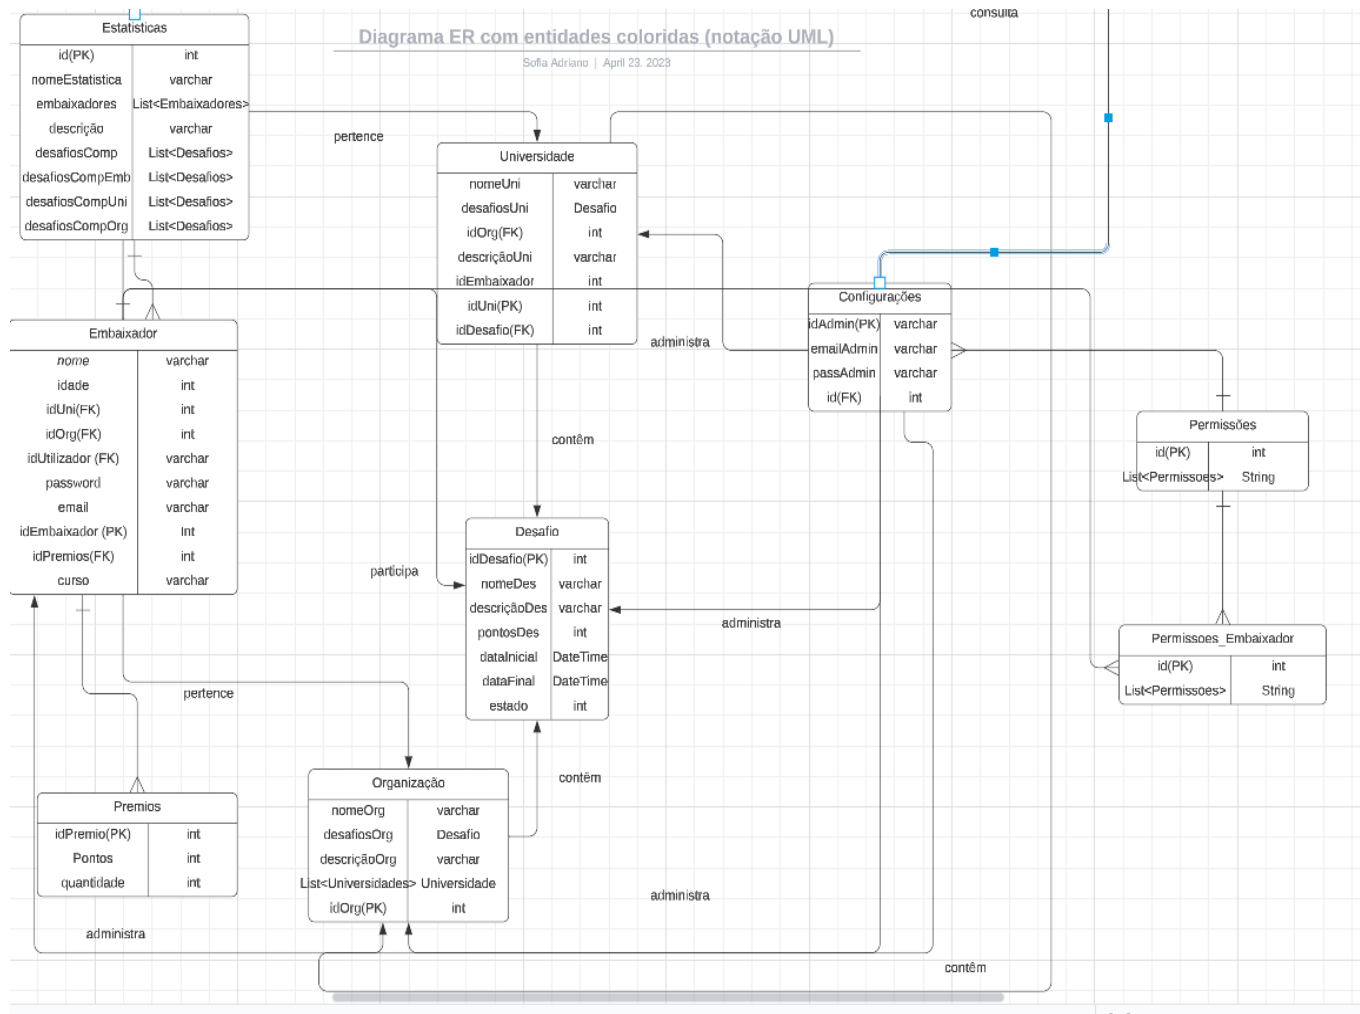 consulta
Diagrama ER com entidades coloridas (notação UML)
Sofia Adriano | April 23. 2023
Estatisticas
id(PK) int
nomeEstatistica varchar
embaixadores List<Embaixadores>
descrição varchar
desafiosComp List<Desafios>
desafiosCompEmb List<Desafios>
desafiosCompUni List<Desafios>
desafiosCompOrg List<Desafios>
pertence
Universidade
nomeUni varchar
desafiosUni Desafio
idOrg(FK) int
descriçãoUni varchar
idEmbaixador int
idUni(PK) int
idDesafio(FK) int
administra
Configurações
idAdmin(PK) varchar
emailAdmin varchar
passAdmin varchar
id(FK) int
Embaixador
nome varchar
idade int
idUni(FK) int
idOrg(FK) int
idUtilizador (FK) varchar
password varchar
email varchar
idEmbaixador (PK) Int
idPremios(FK) int
curso varchar
contêm
Permissões
id(PK) int
List<Permissoes> String
Desafio
idDesafio(PK) int
nomeDes varchar
descriçãoDes varchar
pontosDes int
dataInicial DateTime
dataFinal DateTime
estado int
participa
administra
Permissoes_Embaixador
id(PK) int
List<Permissoes> String
pertence
contêm
Organização
nomeOrg varchar
desafiosOrg Desafio
descriçãoOrg varchar
List<Universidades> Universidade
idOrg(PK) int
Premios
idPremio(PK) int
Pontos int
quantidade int
administra
administra
contêm